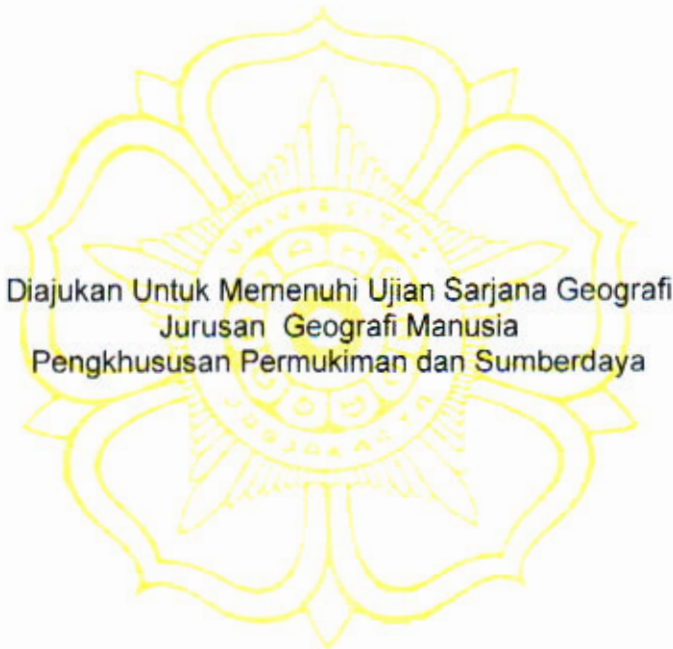 Diajukan Untuk Memenuhi Ujian Sarjana Geografi
Jurusan Geografi Manusia
Pengkhususan Permukiman dan Sumberdaya